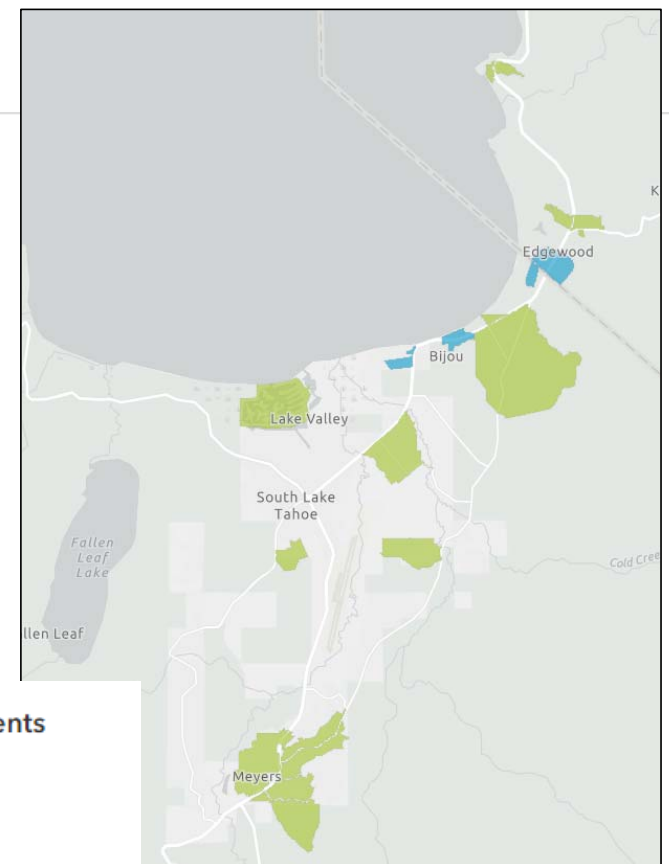 K
Edgewood
Bijou
Lake Valley
South Lake
Tahoe
Fallen
Leaf
Lake
Cold Cree
llen Leaf
ents
Meyers